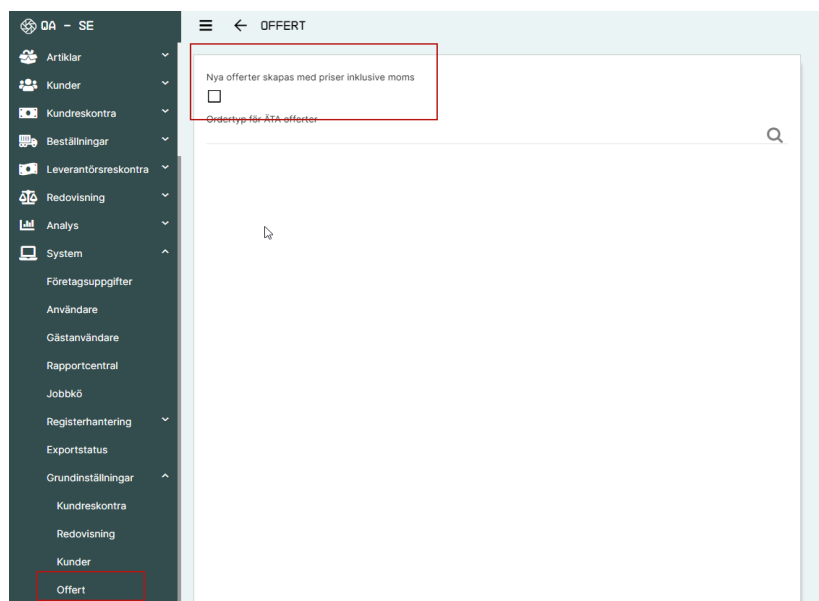 QA - SE
OFFERT
Artiklar
Kunder
Kundreskontra
Beställningar
Leverantörsreskontra
Redovisning
Analys
System
Företagsuppgifter
Användare
Gästanvändare
Rapportcentral
Jobbkö
Registerhantering
Exportstatus
Grundinställningar
Kundreskontra
Redovisning
Kunder
Offert
Nya offerter skapas med priser inklusive moms
Ordertyp för ÄTA offerter